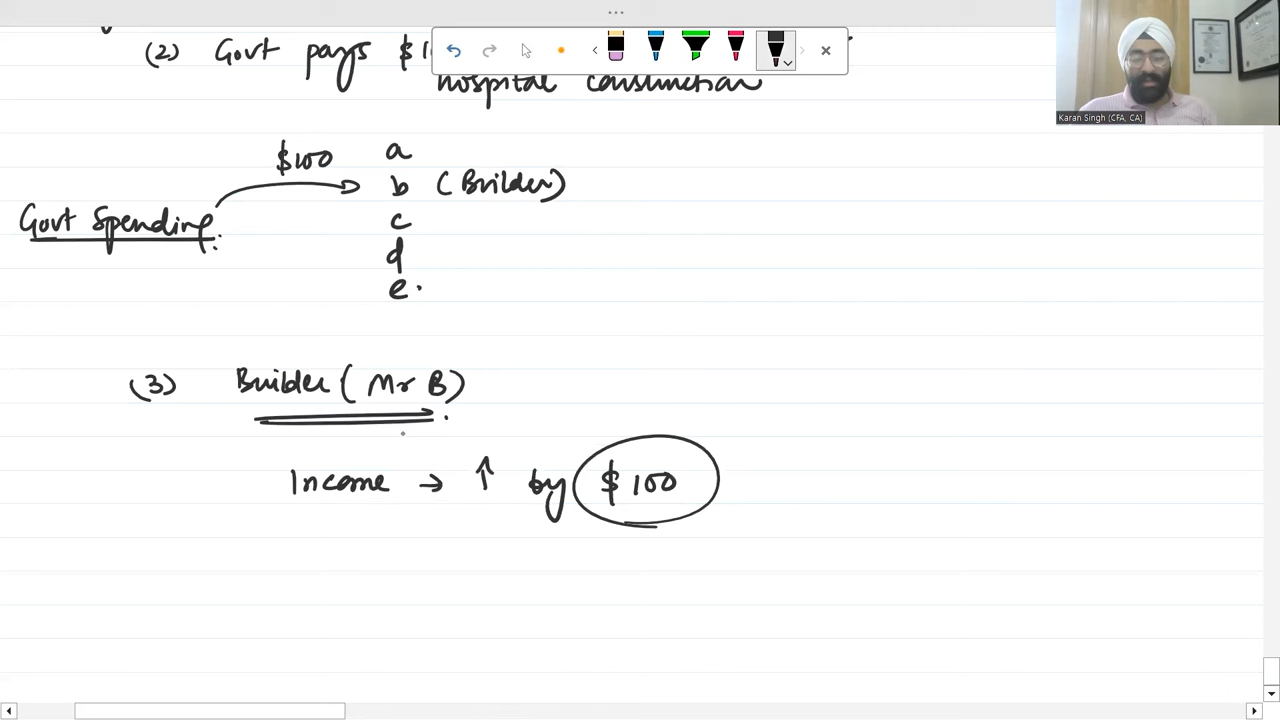 (2) Govt pays $1
hospital construction
$100
a
b (Builder)
Govt Spending
c
d
e
(3) Builder (Mr B)
Income → ↑ by $100
Karan Singh (CFA, CA)